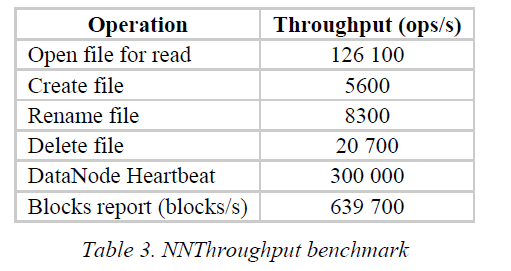 Operation Throughput (ops/s)
Open file for read 126 100
Create file 5600
Rename file 8300
Delete file 20 700
DataNode Heartbeat 300 000
Blocks report (blocks/s) 639 700
Table 3. NNThroughput benchmark